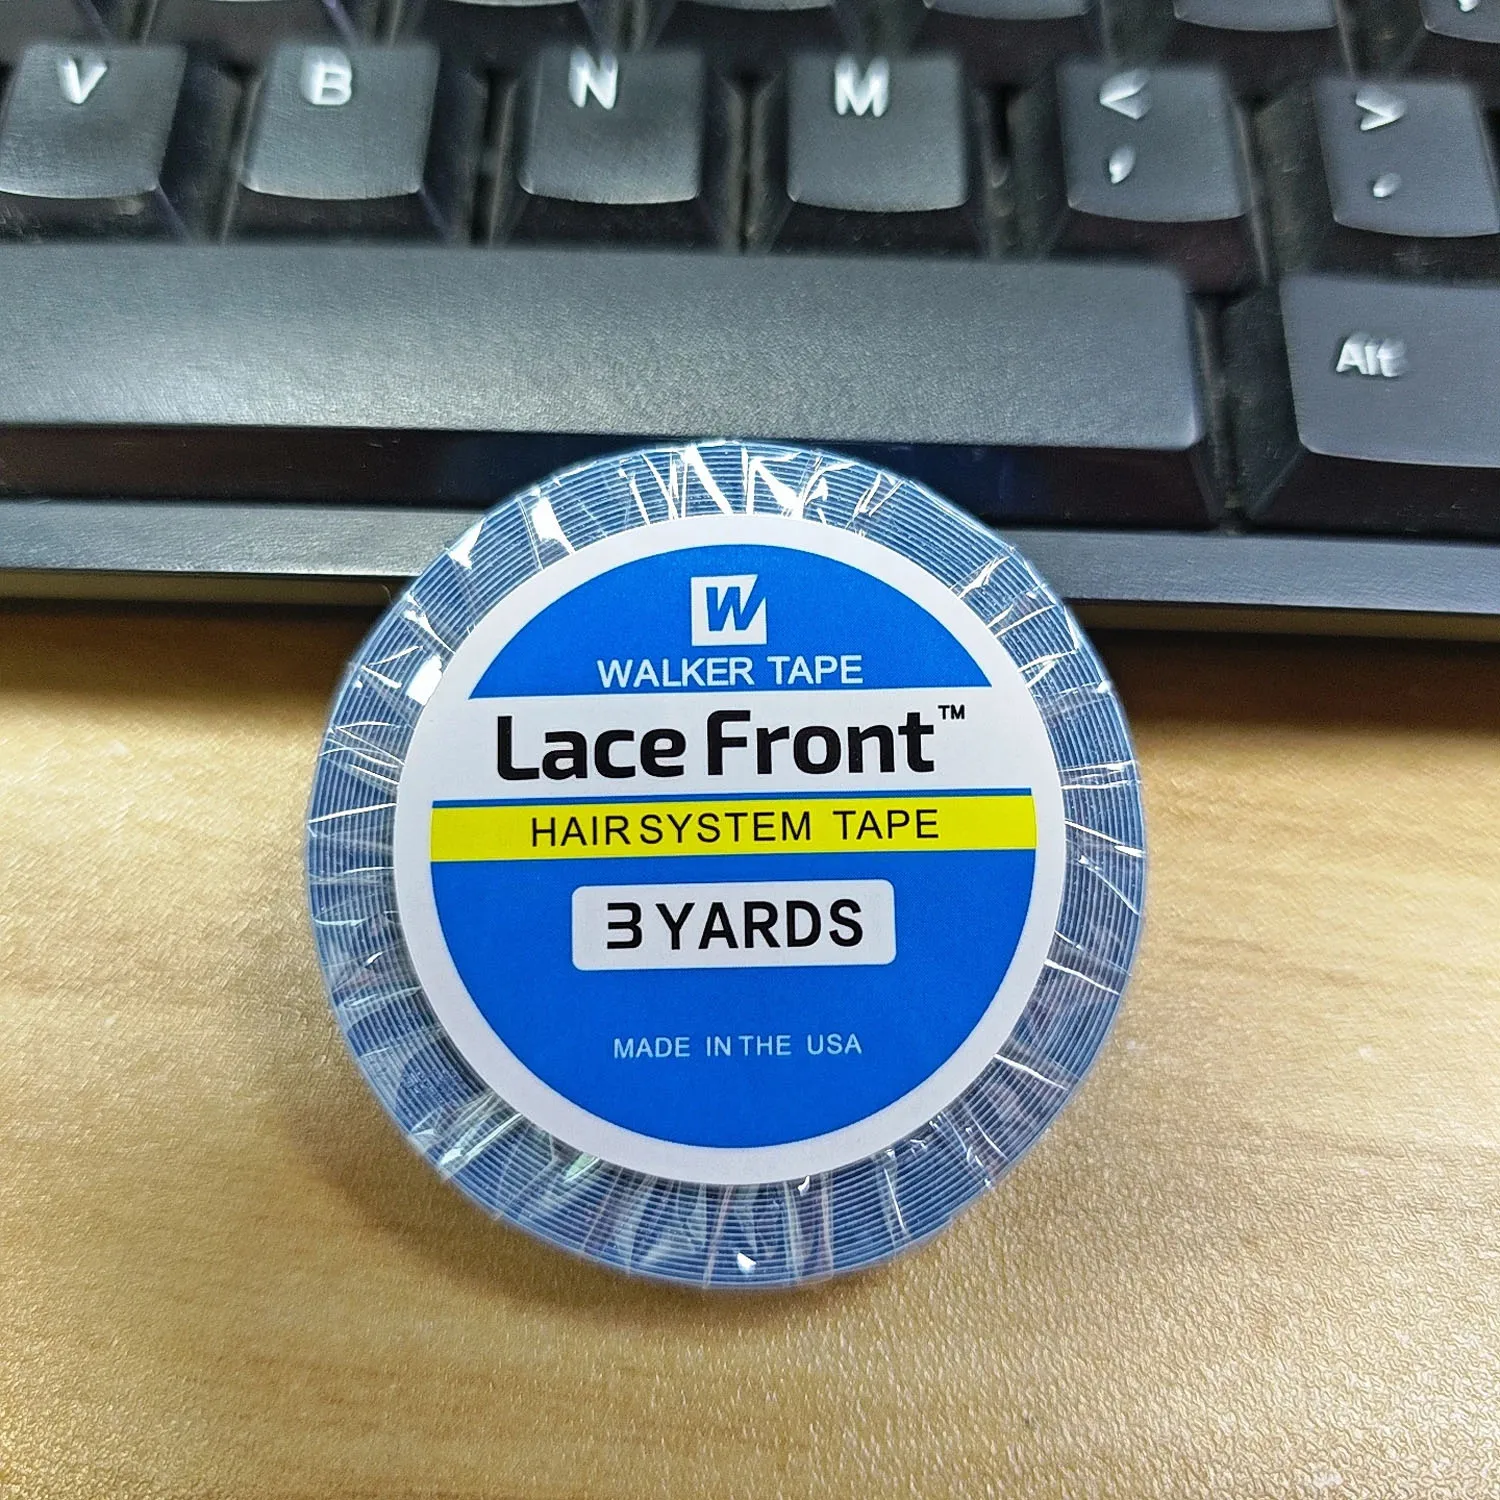 V B N M < >
, .
Alt
W
WALKER TAPE
Lace Front™
HAIRSYSTEM TAPE
3 YARDS
MADE IN THE USA